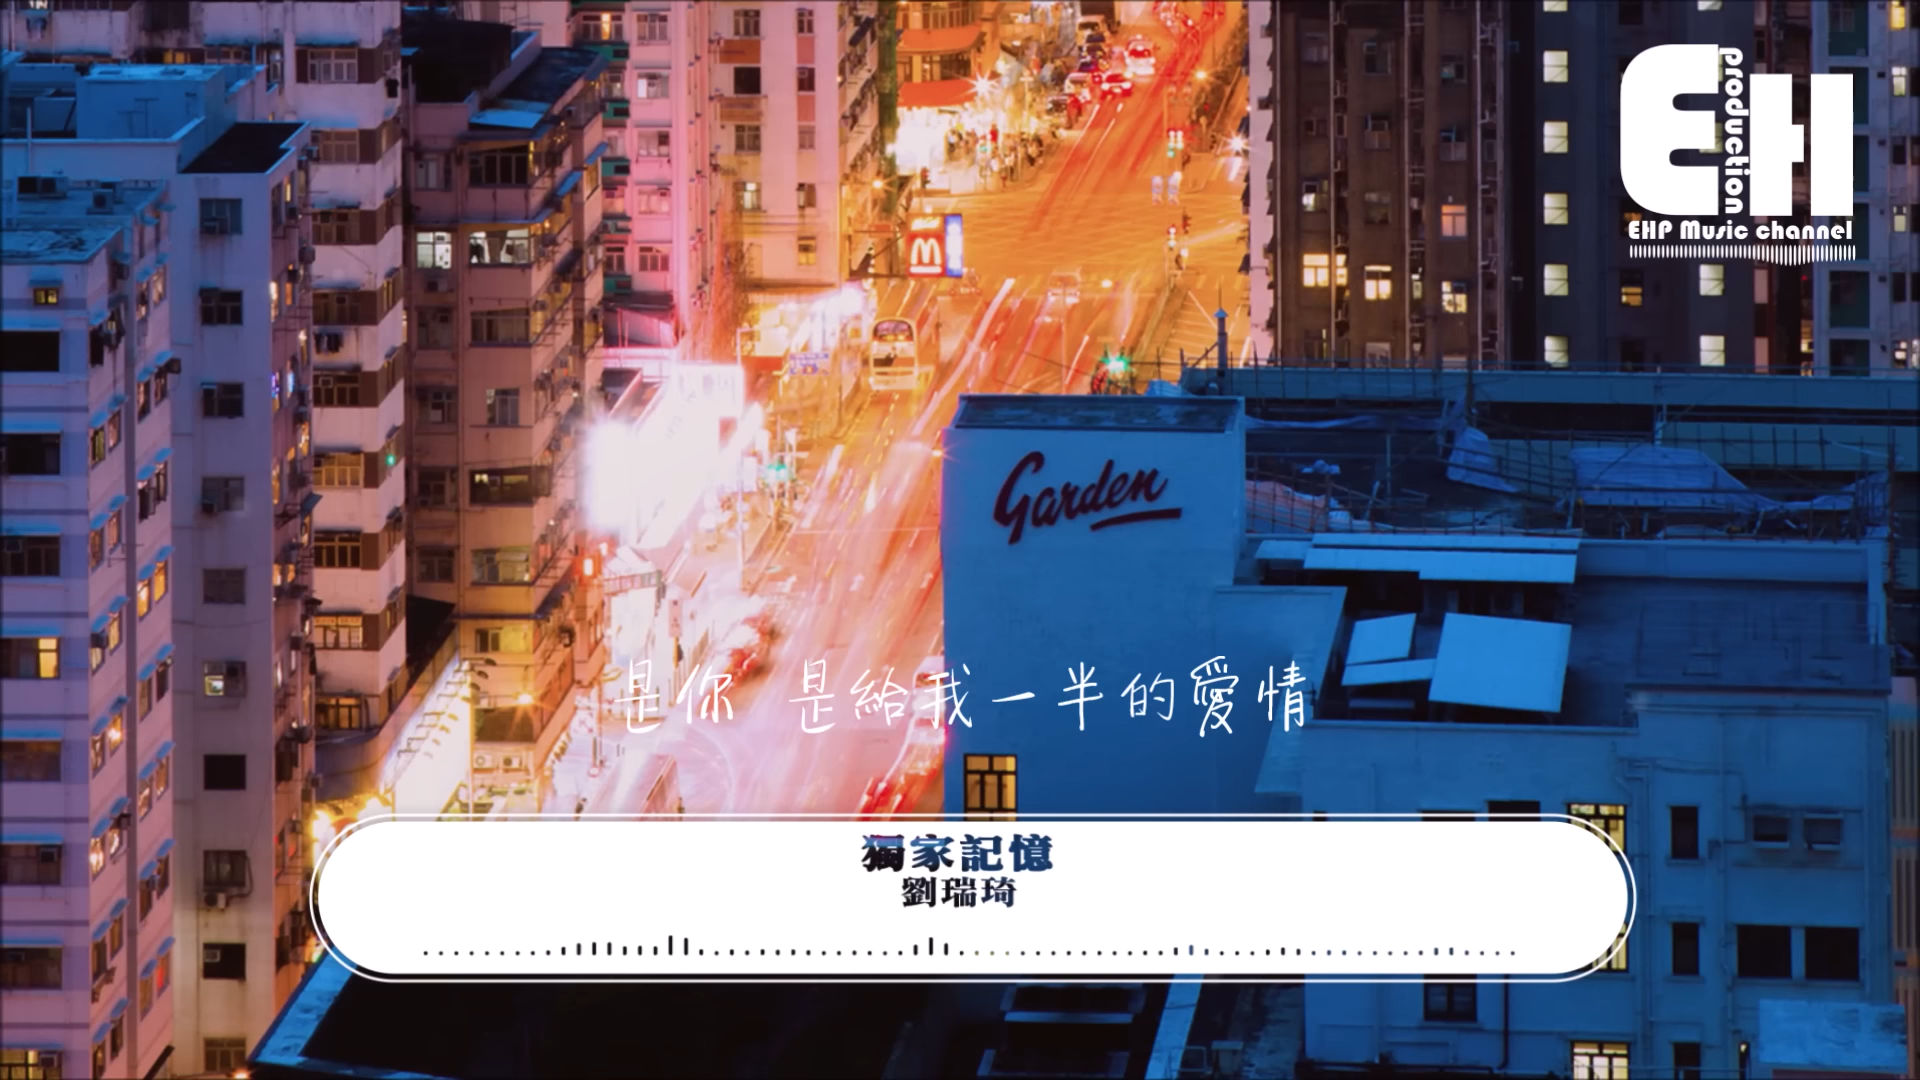 production
EH
EHP Music channel
Garden
是你 是給我一半的愛情
獨家記憶
劉瑞琦